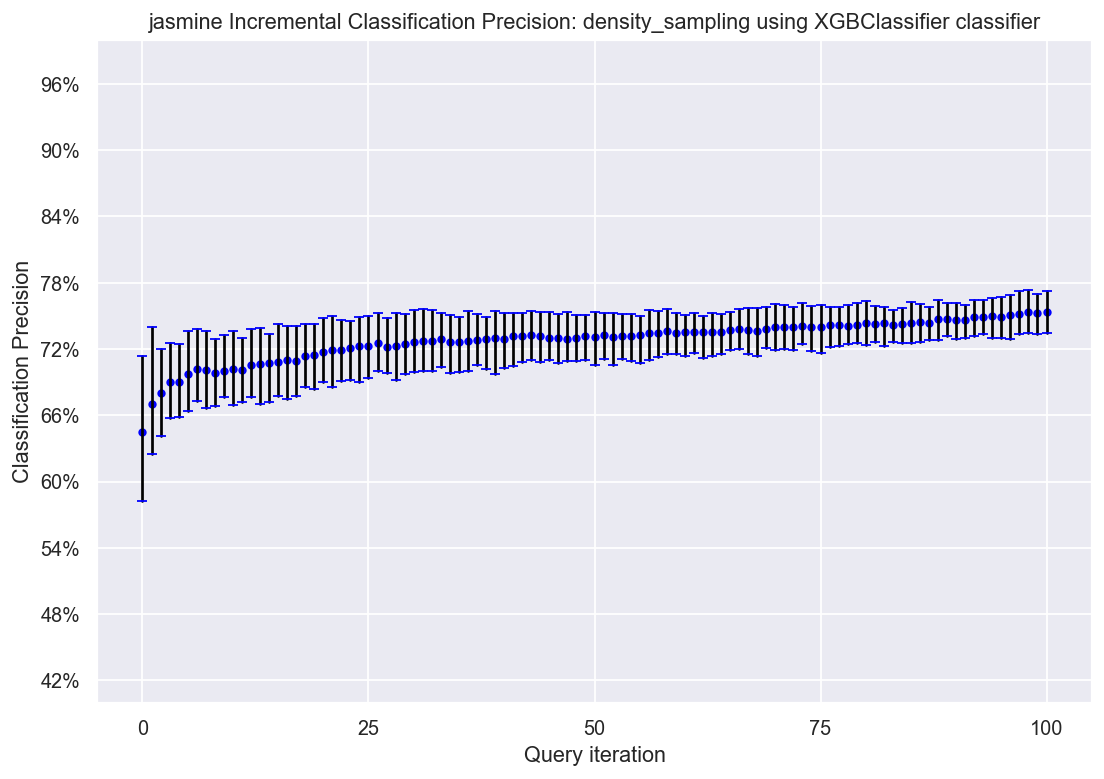 jasmine Incremental Classification Precision: density_sampling using XGBClassifier classifier
96%
90%
84%
78%
72%
66%
60%
54%
48%
42%
Classification Precision
0 25 50 75 100
Query iteration